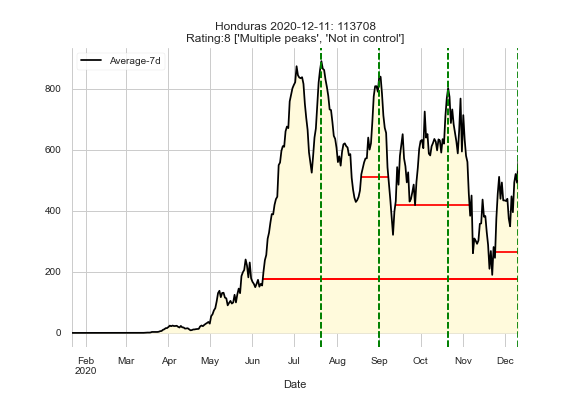 Honduras 2020-12-11: 113708
Rating:8 ['Multiple peaks', 'Not in control']
Average-7d
800
600
400
200
0
Feb Mar Apr May Jun Jul Aug Sep Oct Nov Dec
2020
Date